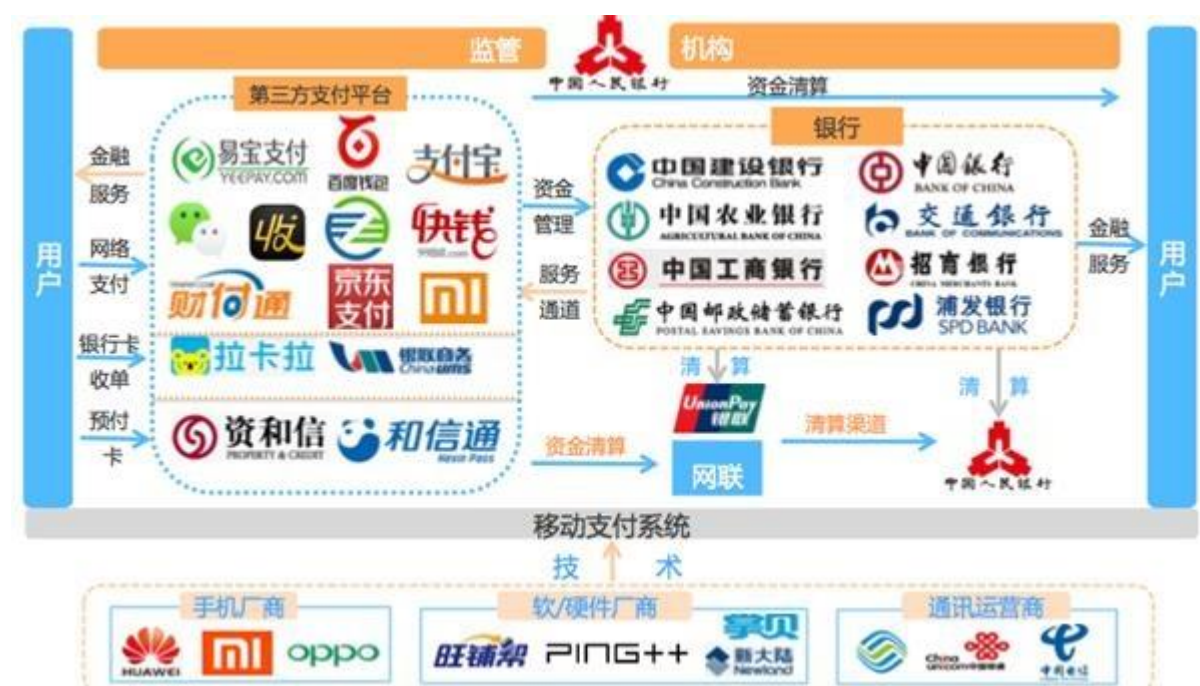 监管
机构
中国人民银行
资金清算
用户
第三方支付平台
易宝支付
YEEPAY.COM
百度钱包
支付宝
收
快钱
99bill.com
财付通
京东
支付
拉卡拉
银联商务
China ums
资和信
PROPERTY & CREDIT
和信通
Hexin Pass
金融
服务
网络
支付
银行卡
收单
预付
卡
资金
管理
服务
通道
银行
中国建设银行
China Construction Bank
中国银行
BANK OF CHINA
中国农业银行
AGRICULTURAL BANK OF CHINA
交通银行
BANK OF COMMUNICATIONS
中国工商银行
招商银行
CHINA MERCHANTS BANK
中国邮政储蓄银行
POSTAL SAVINGS BANK OF CHINA
浦发银行
SPD BANK
金融
服务
用户
清 算
清 算
UnionPay
银联
资金清算
网联
清算渠道
中国人民银行
移动支付系统
技 术
手机厂商
HUAWEI
mi
oppo
软/硬件厂商
旺铺帮
PING++
掌贝
新大陆
Newland
通讯运营商
China
unicom中国联通
中国电信